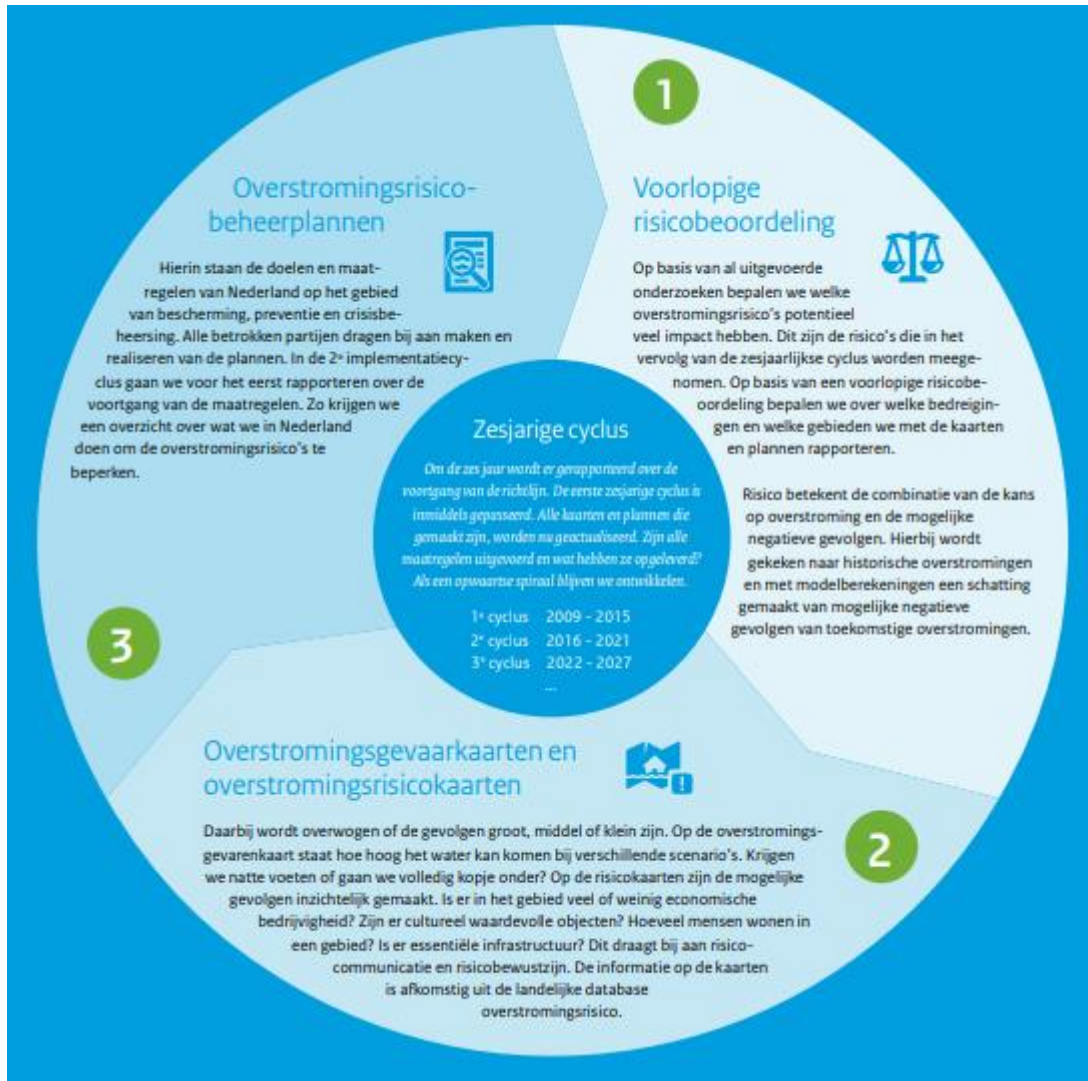 1
Voorlopige
risicobeoordeling
Op basis van al uitgevoerde
onderzoeken bepalen we welke
overstromingsrisico's potentieel
veel impact hebben. Dit zijn de risico's die in het
vervolg van de zesjaarlijkse cyclus worden meege-
nomen. Op basis van een voorlopige risicobe-
oordeling bepalen we over welke bedreigin-
gen en welke gebieden we met de kaarten
en plannen rapporteren.
Risico betekent de combinatie van de kans
op overstroming en de mogelijke
negatieve gevolgen. Hierbij wordt
gekeken naar historische overstromingen
en met modelberekeningen een schatting
gemaakt van mogelijke negatieve
gevolgen van toekomstige overstromingen.
2
Overstromingsgevaarkaarten en
overstromingsrisicokaarten
Daarbij wordt overwogen of de gevolgen groot, middel of klein zijn. Op de overstromings-
gevarenkaart staat hoe hoog het water kan komen bij verschillende scenario's. Krijgen
we natte voeten of gaan we volledig kopje onder? Op de risicokaarten zijn de mogelijke
gevolgen inzichtelijk gemaakt. Is er in het gebied veel of weinig economische
bedrijvigheid? Zijn er cultureel waardevolle objecten? Hoeveel mensen wonen in
een gebied? Is er essentiële infrastructuur? Dit draagt bij aan risico-
communicatie en risicobewustzijn. De informatie op de kaarten
is afkomstig uit de landelijke database
overstromingsrisico.
3
Overstromingsrisico-
beheerplannen
Hierin staan de doelen en maat-
regelen van Nederland op het gebied
van bescherming, preventie en crisisbe-
heersing. Alle betrokken partijen dragen bij aan maken en
realiseren van de plannen. In de 2e implementatiecy-
clus gaan we voor het eerst rapporteren over de
voortgang van de maatregelen. Zo krijgen we
een overzicht over wat we in Nederland
doen om de overstromingsrisico's te
beperken.
Zesjarige cyclus
Om de zes jaar wordt er gerapporteerd over de
voortgang van de richtlijn. De eerste zesjarige cyclus is
inmiddels gepasseerd. Alle kaarten en plannen die
gemaakt zijn, worden nu geactualiseerd. Zijn alle
maatregelen uitgevoerd en wat hebben ze opgeleverd?
Als een opwaartse spiraal blijven we ontwikkelen.
1e cyclus 2009 - 2015
2e cyclus 2016 - 2021
3e cyclus 2022 - 2027
...